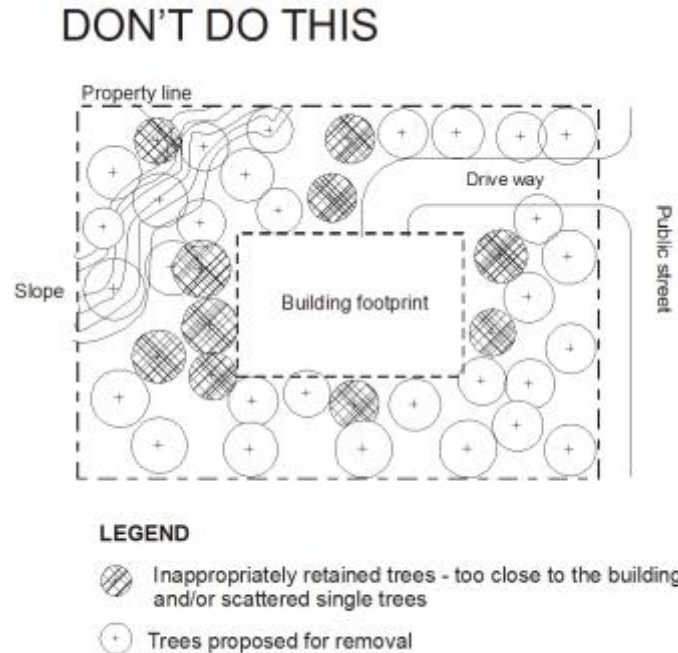 DON'T DO THIS
Property line
Drive way
Public street
Slope
Building footprint
LEGEND
Inappropriately retained trees - too close to the building
and/or scattered single trees
Trees proposed for removal